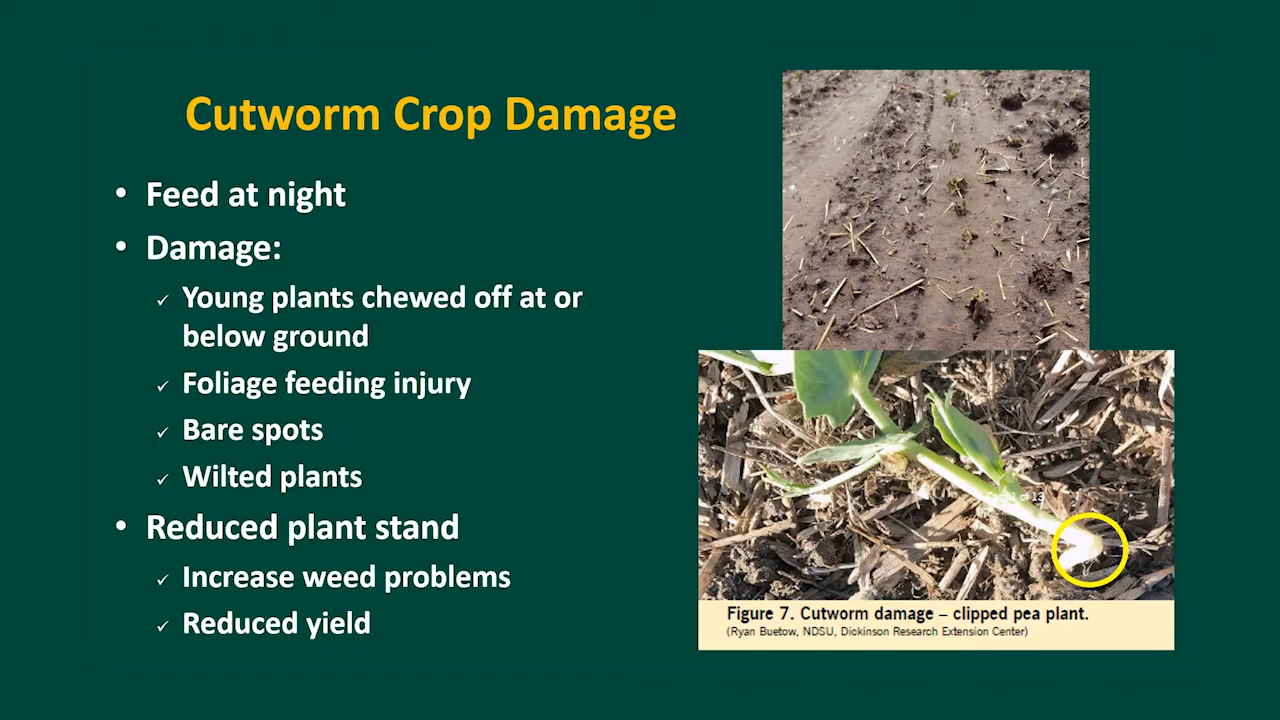 Cutworm Crop Damage
• Feed at night
• Damage:
✓ Young plants chewed off at or
below ground
✓ Foliage feeding injury
✓ Bare spots
✓ Wilted plants
• Reduced plant stand
✓ Increase weed problems
✓ Reduced yield
of 13
Figure 7. Cutworm damage – clipped pea plant.
(Ryan Buetow, NDSU, Dickinson Research Extension Center)